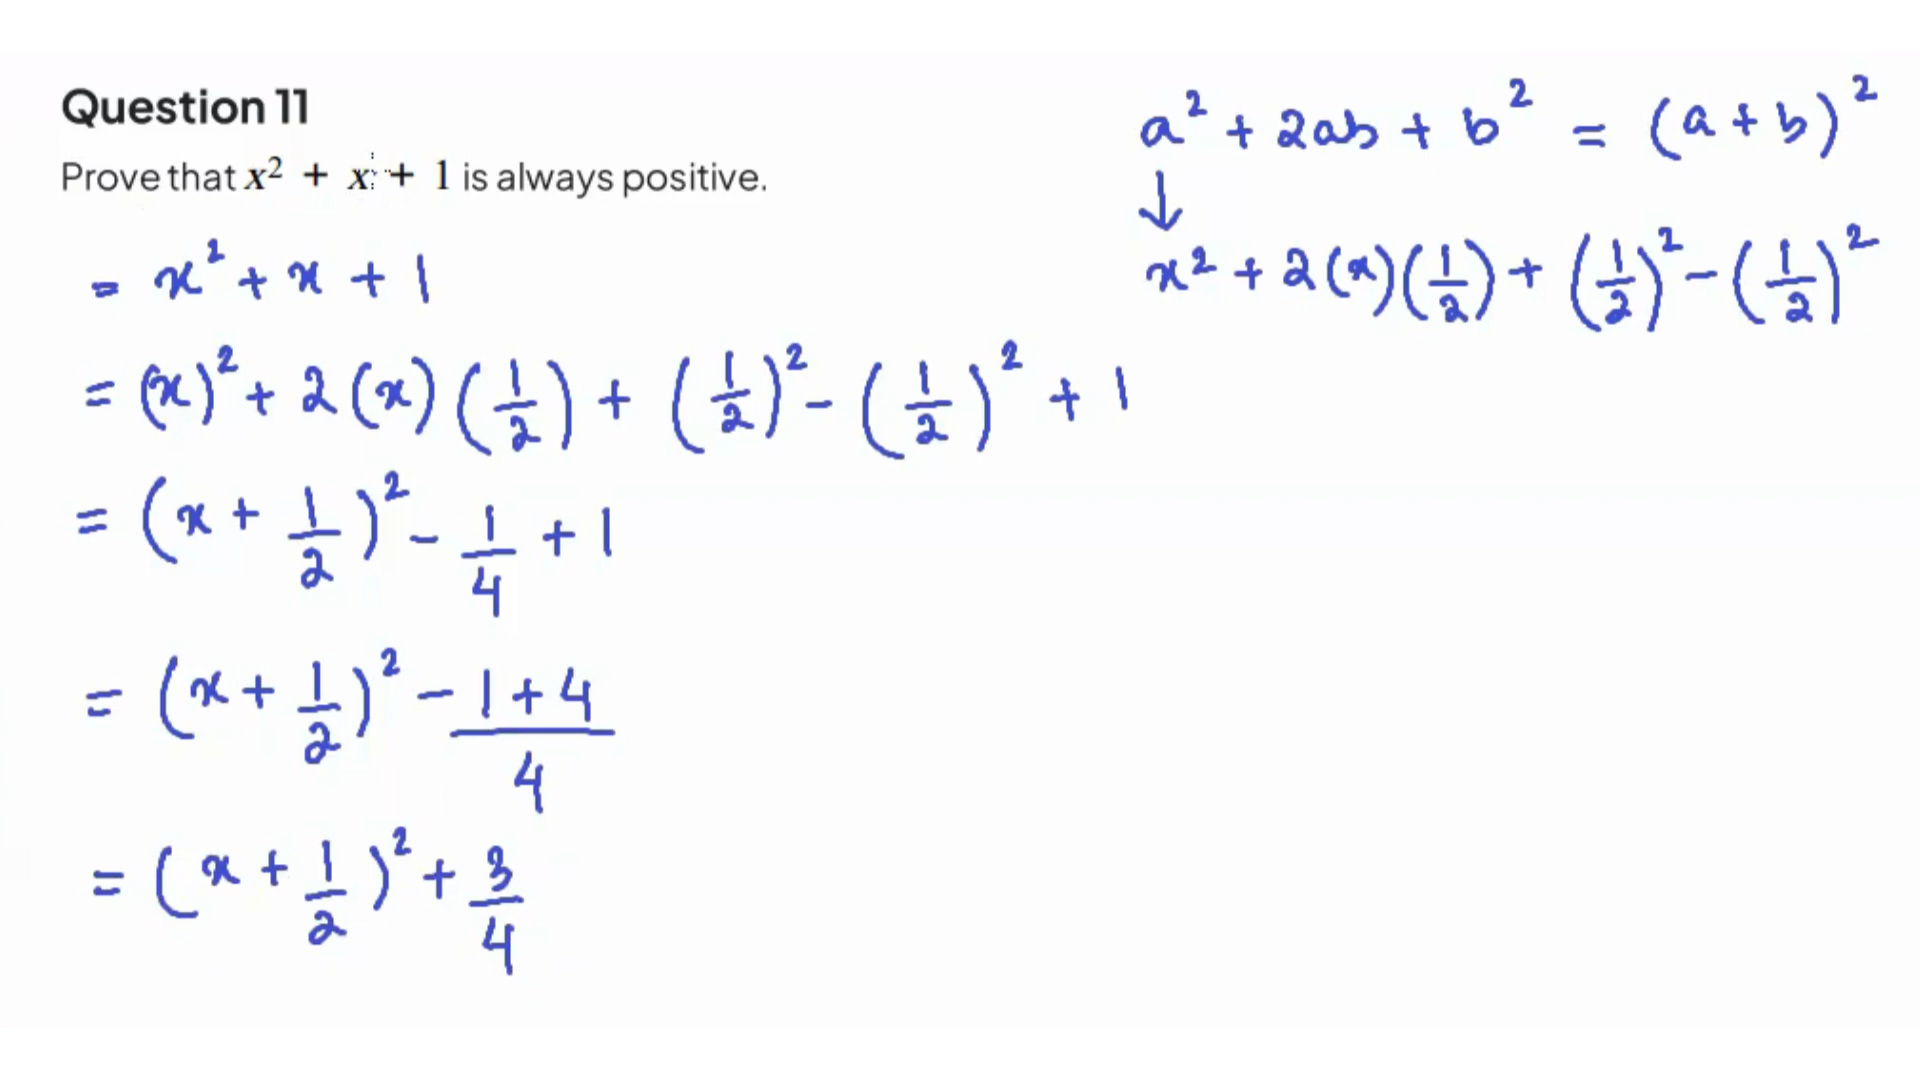 Question 11
Prove that x² + x + 1 is always positive.
= x² + x + 1
= (x)² + 2(x)(1/2) + (1/2)² - (1/2)² + 1
= (x + 1/2)² - 1/4 + 1
= (x + 1/2)² - 1 + 4 / 4
= (x + 1/2)² + 3/4
a² + 2ab + b² = (a + b)²
↓
x² + 2(x)(1/2) + (1/2)² - (1/2)²